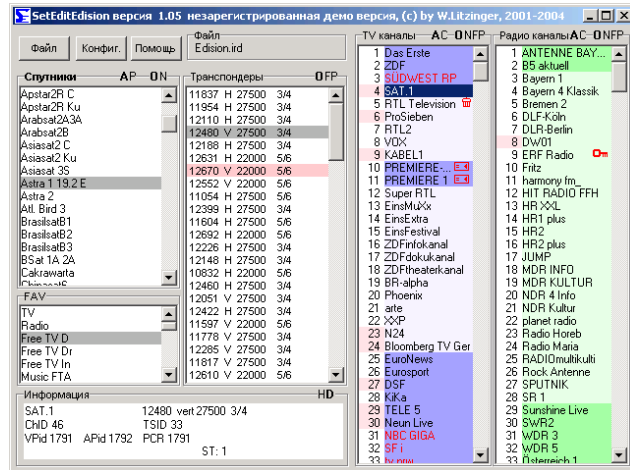 SetEditEdision версия 1.05 незарегистрированная демо версия, (c) by W.Litzinger, 2001-2004
Файл
Конфиг.
Помощь
Файл
Edision.ird
Спутники AP ON
Apstar2R C
Apstar2R Ku
Arabsat2A3A
Arabsat2B
Asiasat2 C
Asiasat2 Ku
Asiasat 3S
Astra 1 19.2 E
Astra 2
Atl. Bird 3
BrasilsatB1
BrasilsatB2
BrasilsatB3
BSat 1A 2A
Cakrawarta
Транспондеры OFP
11837 H 27500 3/4
11954 H 27500 3/4
12110 H 27500 3/4
12480 V 27500 3/4
12188 H 27500 3/4
12631 H 22000 5/6
12670 V 22000 5/6
12552 V 22000 5/6
11054 H 27500 5/6
12399 H 27500 3/4
11604 H 27500 5/6
12692 H 22000 5/6
12226 H 27500 3/4
12148 H 27500 3/4
10832 H 22000 5/6
12460 H 27500 3/4
12051 V 27500 3/4
12422 H 27500 3/4
11597 V 22000 5/6
11778 V 27500 3/4
12285 V 27500 3/4
11817 V 27500 3/4
12610 V 22000 5/6
FAV
TV
Radio
Free TV D
Free TV Dr
Free TV In
Music FTA
Информация HD
SAT.1 12480 vert 27500 3/4
ChID 46 TSID 33
VPid 1791 APid 1792 PCR 1791
ST: 1
TV каналы AC ONFP
1 Das Erste
2 ZDF
3 SÜDWEST RP
4 SAT.1
5 RTL Television
6 ProSieben
7 RTL2
8 VOX
9 KABEL1
10 PREMIERE-...
11 PREMIERE 1
12 Super RTL
13 EinsMuXx
14 EinsExtra
15 EinsFestival
16 ZDFinfokanal
17 ZDFdokukanal
18 ZDFtheaterkanal
19 BR-alpha
20 Phoenix
21 arte
22 XXP
23 N24
24 Bloomberg TV Ger
25 EuroNews
26 Eurosport
27 DSF
28 KiKa
29 TELE 5
30 Neun Live
31 NBC GIGA
32 SF i
33 tv.nrw
Радио каналы AC ONFP
1 ANTENNE BAY...
2 B5 aktuell
3 Bayern 1
4 Bayern 4 Klassik
5 Bremen 2
6 DLF-Köln
7 DLR-Berlin
8 DW01
9 ERF Radio
10 Fritz
11 harmony fm_
12 HIT RADIO FFH
13 HR XXL
14 HR1 plus
15 HR2
16 HR2 plus
17 JUMP
18 MDR INFO
19 MDR KULTUR
20 NDR 4 Info
21 NDR Kultur
22 planet radio
23 Radio Horeb
24 Radio Maria
25 RADIOmultikulti
26 Rock Antenne
27 SPUTNIK
28 SR 1
29 Sunshine Live
30 SWR2
31 WDR 3
32 WDR 5
33 Österreich 1